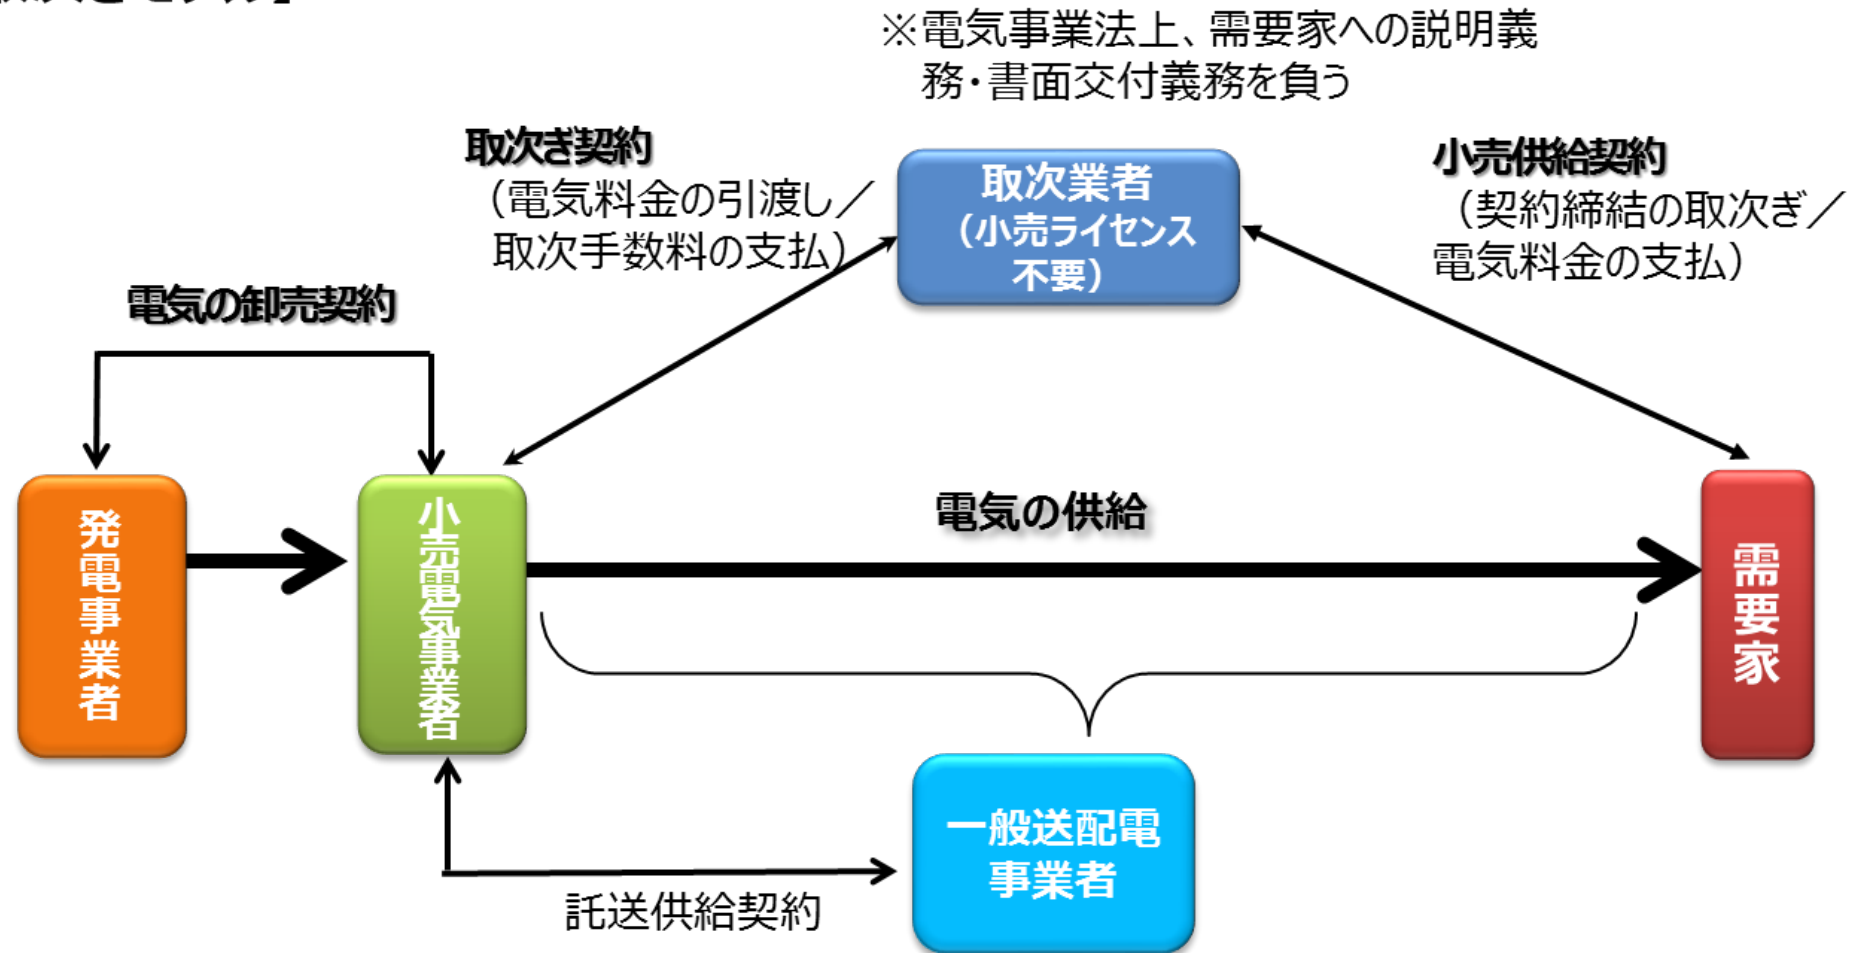 ※電気事業法上、需要家への説明義
務・書面交付義務を負う
取次ぎ契約
（電気料金の引渡し／
取次手数料の支払）
取次業者
（小売ライセンス
不要）
小売供給契約
（契約締結の取次ぎ／
電気料金の支払）
電気の卸売契約
発電事業者
小売電気事業者
電気の供給
需要家
一般送配電
事業者
託送供給契約